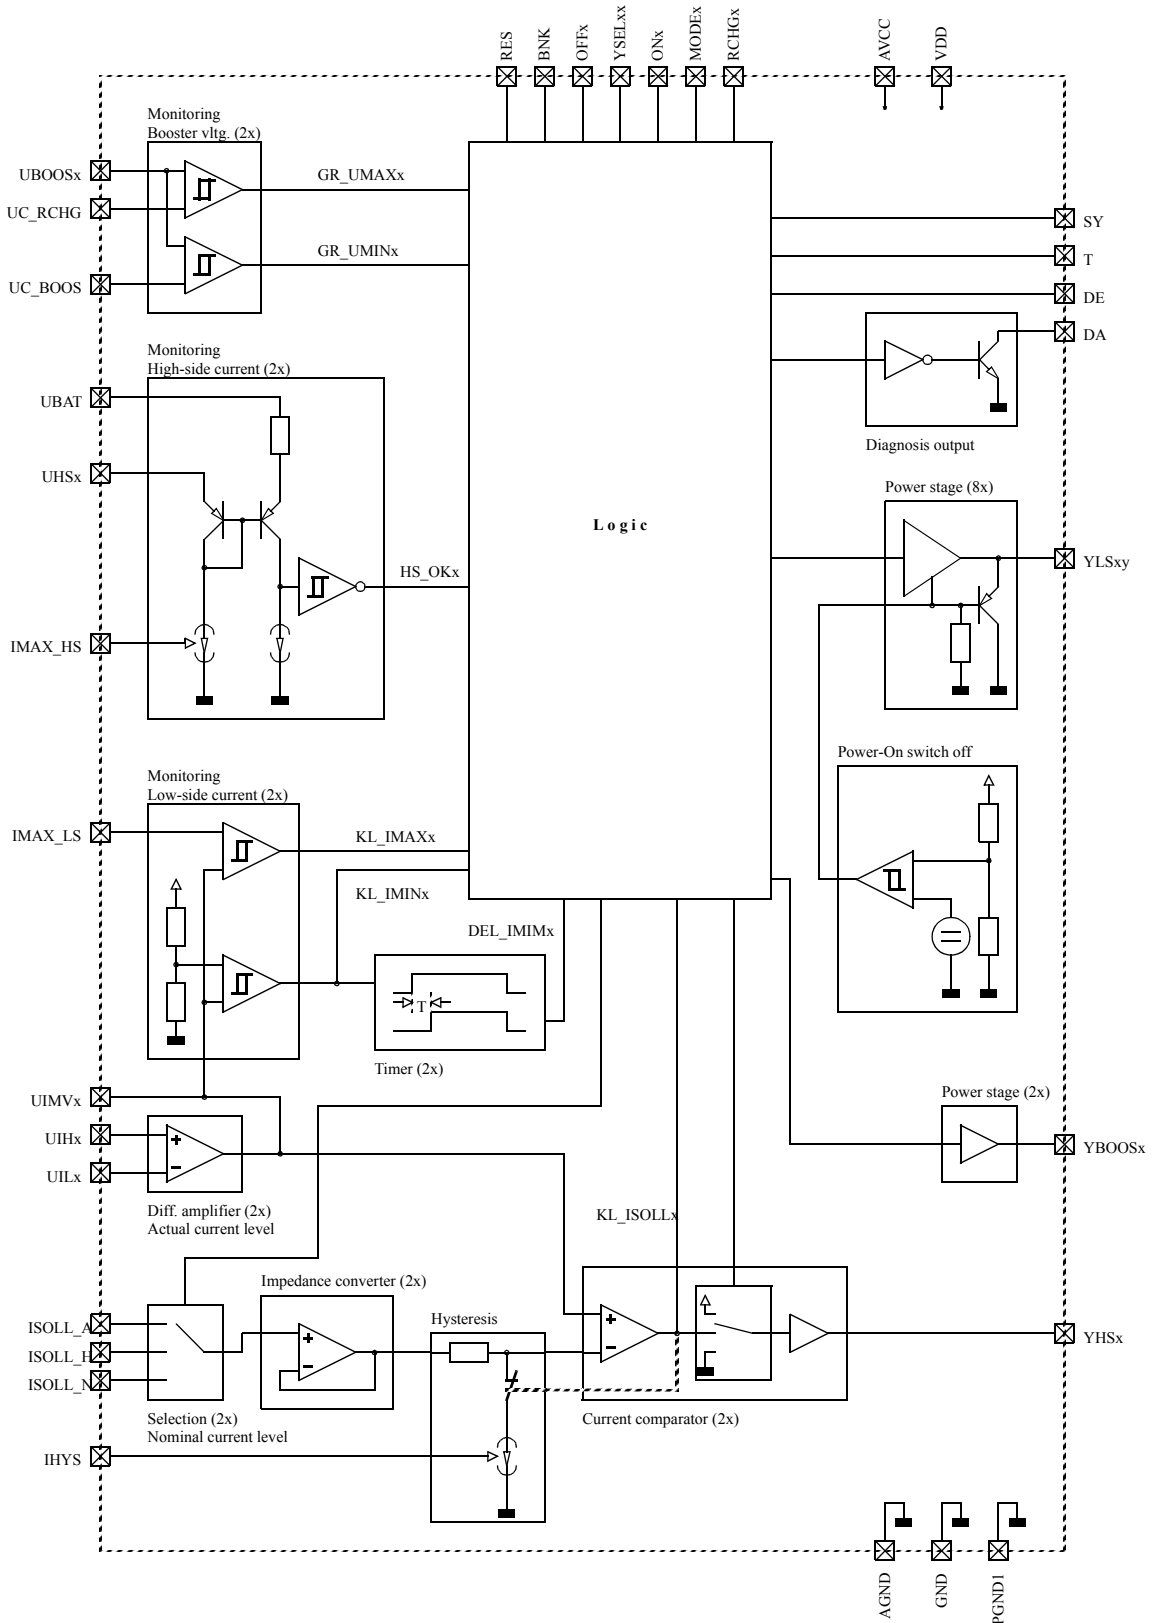 RES
BNK
OFFx
YSELxx
ONx
MODEx
RCHGx
AVCC
VDD
Monitoring
Booster vltg. (2x)
UBOOSx
UC_RCHG
UC_BOOS
GR_UMAXx
GR_UMINx
SY
T
DE
DA
Diagnosis output
Monitoring
High-side current (2x)
UBAT
UHSx
IMAX_HS
HS_OKx
Logic
Power stage (8x)
YLSxy
Power-On switch off
Monitoring
Low-side current (2x)
IMAX_LS
KL_IMAXx
KL_IMINx
DEL_IMIMx
T
Timer (2x)
UIMVx
UIHx
UILx
+
−
Diff. amplifier (2x)
Actual current level
Power stage (2x)
YBOOSx
KL_ISOLLx
Impedance converter (2x)
+
−
Hysteresis
+
−
Current comparator (2x)
YHSx
ISOLL_A
ISOLL_H
ISOLL_N
Selection (2x)
Nominal current level
IHYS
AGND
GND
PGND1